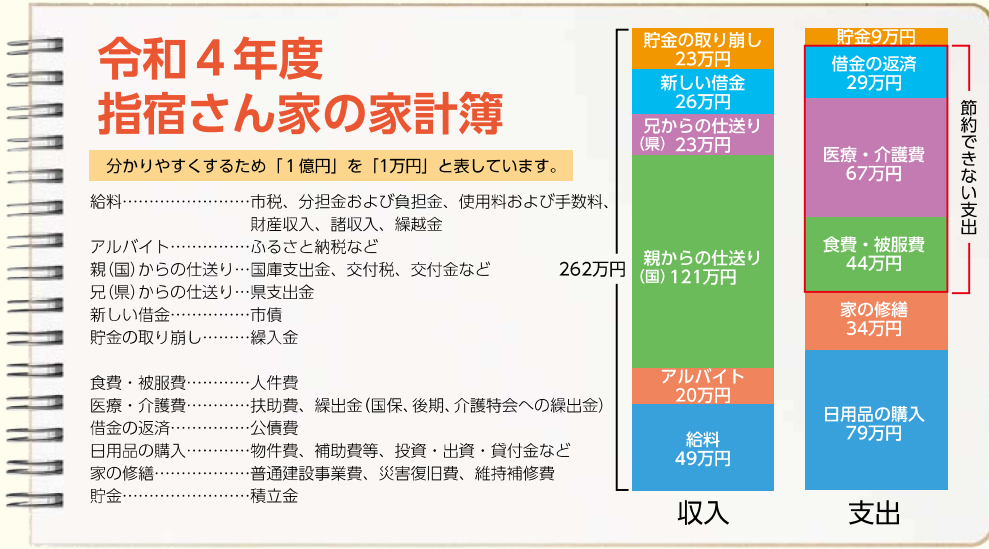 令和４年度
指宿さん家の家計簿
分かりやすくするため「１億円」を「1万円」と表しています。
給料……………………市税、分担金および負担金、使用料および手数料、
財産収入、諸収入、繰越金
アルバイト……………ふるさと納税など
親(国)からの仕送り…国庫支出金、交付税、交付金など
兄(県)からの仕送り…県支出金
新しい借金……………市債
貯金の取り崩し………繰入金
食費・被服費…………人件費
医療・介護費…………扶助費、繰出金(国保、後期、介護特会への繰出金)
借金の返済……………公債費
日用品の購入…………物件費、補助費等、投資・出資・貸付金など
家の修繕………………普通建設事業費、災害復旧費、維持補修費
貯金……………………積立金
262万円
貯金の取り崩し
23万円
新しい借金
26万円
兄からの仕送り
(県) 23万円
親からの仕送り
(国) 121万円
アルバイト
20万円
給料
49万円
収入
貯金9万円
借金の返済
29万円
医療・介護費
67万円
食費・被服費
44万円
家の修繕
34万円
日用品の購入
79万円
支出
節約できない支出